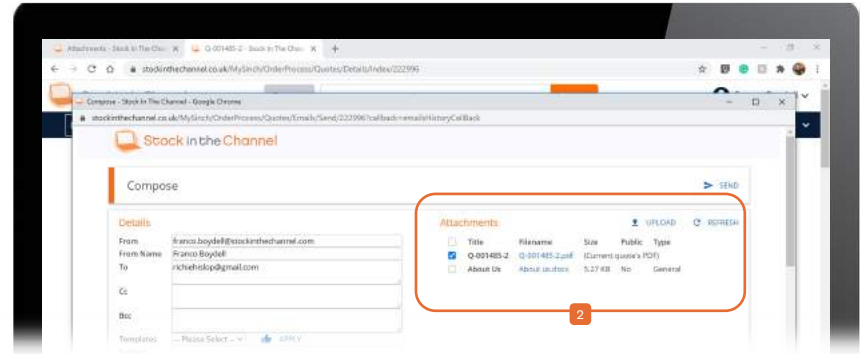 Attachments - Stock In The Chan
Q-001485-2 - Stock In The Chan
stockinthechannel.co.uk/MySinch/OrderProcess/Quotes/Details/Index/222996
Compose - Stock In The Channel - Google Chrome
stockinthechannel.co.uk/MySinch/OrderProcess/Quotes/Emails/Send/222996?callback=emailsHistoryCallBack
Stock in the Channel
Compose
SEND
Details
From franco.boydell@stockinthechannel.com
From Name Franco Boydell
To richiehislop@gmail.com
Cc
Bcc
Templates -- Please Select -- APPLY
Attachments UPLOAD REFRESH
Title Filename Size Public Type
Q-001485-2 Q-001485-2.pdf (Current quote's PDF)
About Us About us.docx 5.27 KB No General
2